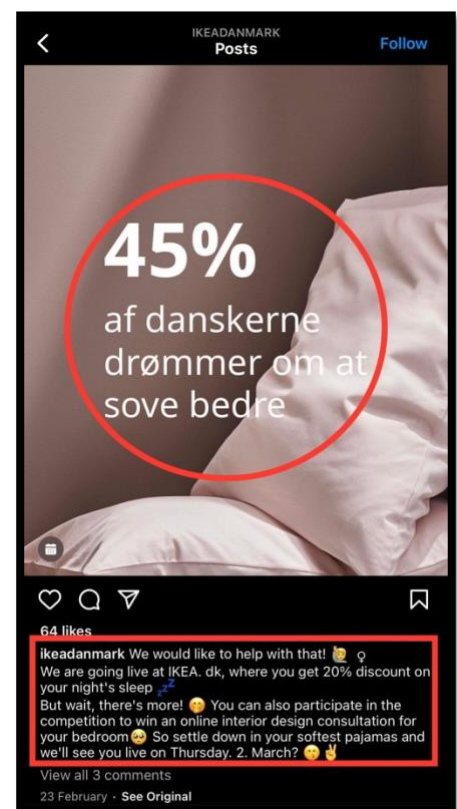 IKEADANMARK
Posts
Follow
45%
af danskerne
drømmer om at
sove bedre
64 likes
ikeadanmark We would like to help with that! 🙋 ♀
We are going live at IKEA. dk, where you get 20% discount on
your night's sleep 💤
But wait, there's more! 🤭 You can also participate in the
competition to win an online interior design consultation for
your bedroom🥺 So settle down in your softest pajamas and
we'll see you live on Thursday. 2. March? 🤭✌
View all 3 comments
23 February · See Original